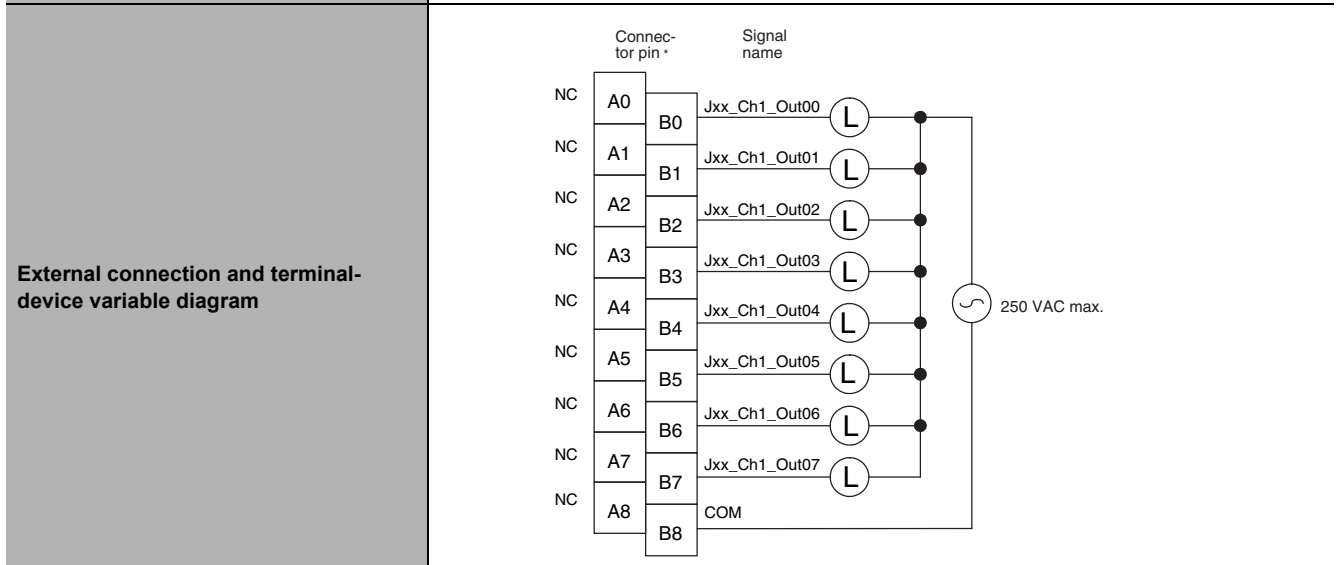 External connection and terminal-
device variable diagram
Connec-
tor pin *
Signal
name
NC A0
B0 Jxx_Ch1_Out00 L
NC A1
B1 Jxx_Ch1_Out01 L
NC A2
B2 Jxx_Ch1_Out02 L
NC A3
B3 Jxx_Ch1_Out03 L
NC A4
B4 Jxx_Ch1_Out04 L
250 VAC max.
NC A5
B5 Jxx_Ch1_Out05 L
NC A6
B6 Jxx_Ch1_Out06 L
NC A7
B7 Jxx_Ch1_Out07 L
NC A8
B8 COM